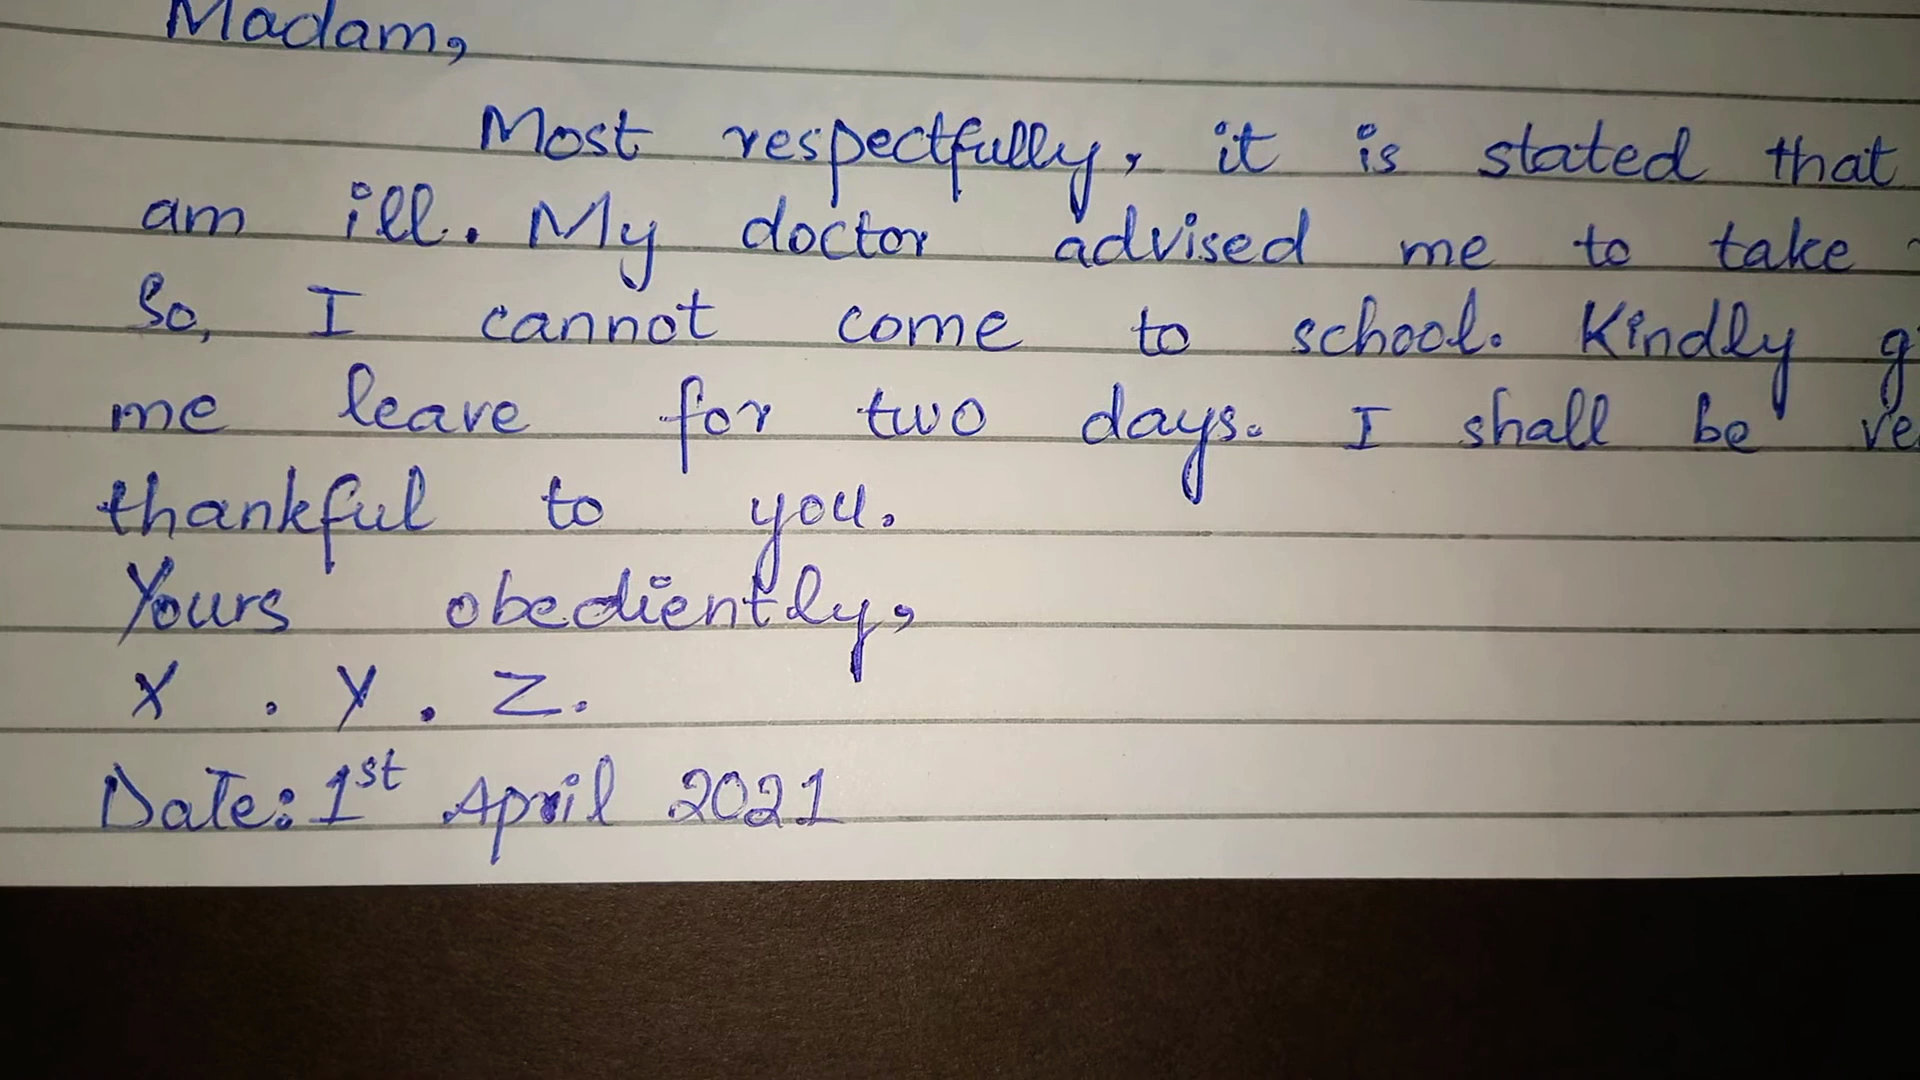 Madam,
Most respectfully, it is stated that
am ill. My doctor advised me to take
So, I cannot come to school. Kindly
me leave for two days. I shall be
thankful to you.
Yours obediently,
X . Y . Z.
Date: 1st April 2021